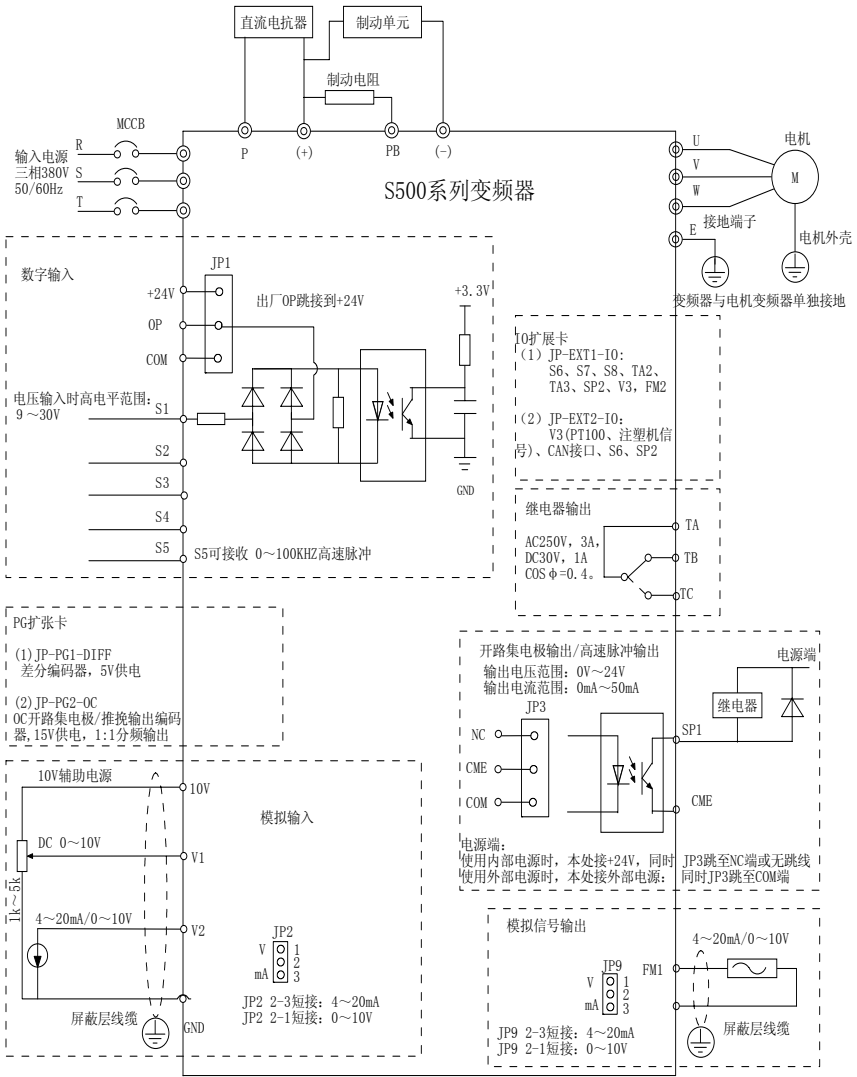 直流电抗器
制动单元
制动电阻
MCCB
P
(+)
PB
(-)
输入电源
三相380V
50/60Hz
R
S
T
S500系列变频器
U
V
W
E
电机
M
接地端子
电机外壳
变频器与电机变频器单独接地
数字输入
JP1
+24V
OP
COM
出厂OP跳接到+24V
+3.3V
电压输入时高电平范围:
9～30V
S1
S2
S3
S4
S5
S5可接收 0～100KHZ高速脉冲
GND
IO扩展卡
(1) JP-EXT1-IO:
S6、S7、S8、TA2、
TA3、SP2、V3, FM2
(2) JP-EXT2-IO:
V3(PT100、注塑机信
号)、CAN接口、S6、SP2
继电器输出
AC250V, 3A,
DC30V, 1A
COSφ=0.4。
TA
TB
TC
PG扩张卡
(1)JP-PG1-DIFF
差分编码器, 5V供电
(2)JP-PG2-OC
OC开路集电极/推挽输出编码
器,15V供电, 1:1分频输出
开路集电极输出/高速脉冲输出
输出电压范围: 0V～24V
输出电流范围: 0mA～50mA
JP3
NC
CME
COM
电源端
继电器
SP1
CME
电源端:
使用内部电源时, 本处接+24V, 同时 JP3跳至NC端或无跳线
使用外部电源时, 本处接外部电源: 同时JP3跳至COM端
10V辅助电源
10V
模拟输入
DC 0～10V
V1
1k～5k
4～20mA/0～10V
V2
JP2
V 1
2
mA 3
JP2 2-3短接: 4～20mA
JP2 2-1短接: 0～10V
屏蔽层线缆
GND
模拟信号输出
4～20mA/0～10V
JP9
V 1
2
mA 3
FM1
JP9 2-3短接: 4～20mA
JP9 2-1短接: 0～10V
屏蔽层线缆